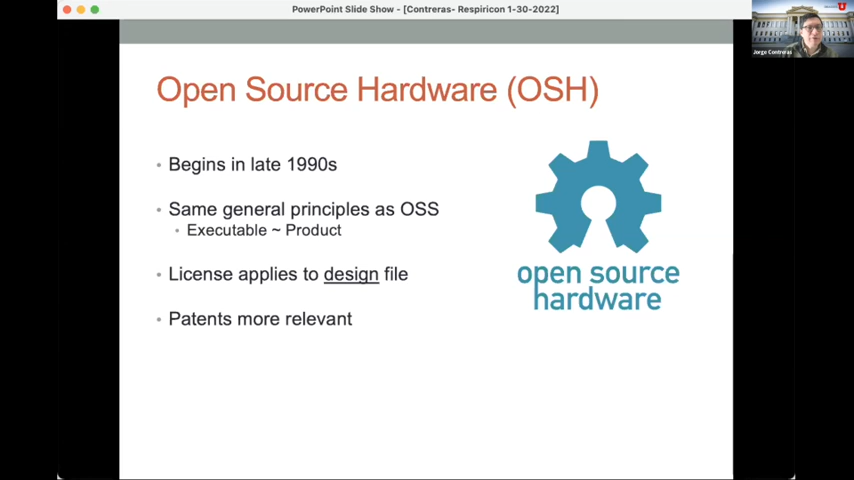 PowerPoint Slide Show - [Contreras- Respiricon 1-30-2022]
Jorge Contreras
Open Source Hardware (OSH)
• Begins in late 1990s
• Same general principles as OSS
• Executable ~ Product
• License applies to design file
• Patents more relevant
open source
hardware